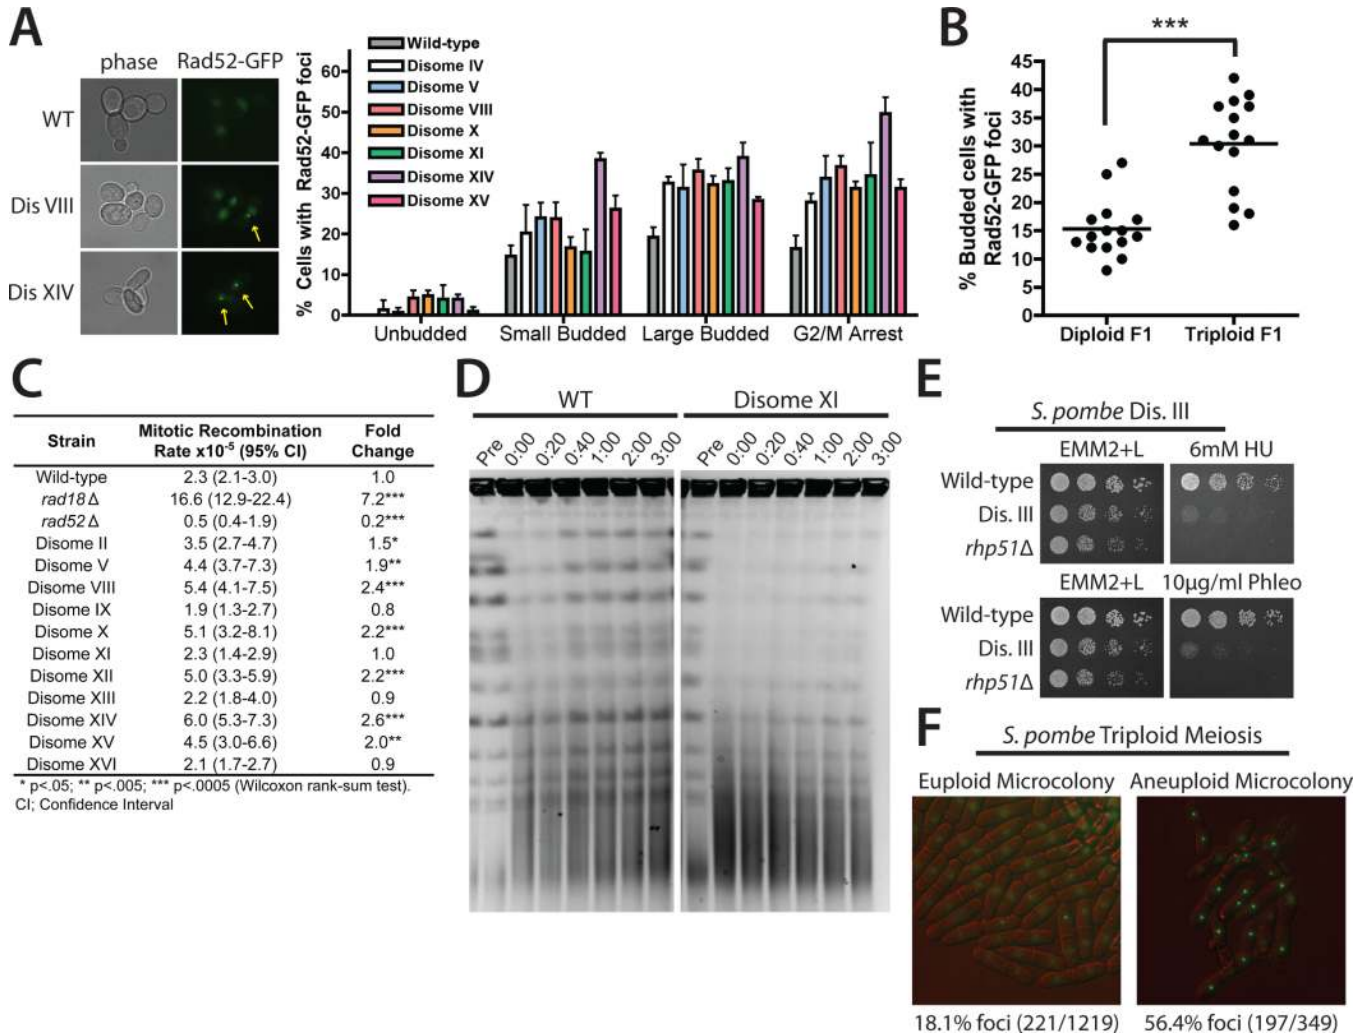 A
phase Rad52-GFP
WT
Dis VIII
Dis XIV
% Cells with Rad52-GFP foci
60
50
40
30
20
10
0
Wild-type
Disome IV
Disome V
Disome VIII
Disome X
Disome XI
Disome XIV
Disome XV
Unbudded Small Budded Large Budded G2/M Arrest
B
***
% Budded cells with
Rad52-GFP foci
45
40
35
30
25
20
15
10
5
0
Diploid F1 Triploid F1
C
Strain Mitotic Recombination Rate x10⁻⁵ (95% CI) Fold Change
Wild-type 2.3 (2.1-3.0) 1.0
rad18Δ 16.6 (12.9-22.4) 7.2***
rad52Δ 0.5 (0.4-1.9) 0.2***
Disome II 3.5 (2.7-4.7) 1.5*
Disome V 4.4 (3.7-7.3) 1.9**
Disome VIII 5.4 (4.1-7.5) 2.4***
Disome IX 1.9 (1.3-2.7) 0.8
Disome X 5.1 (3.2-8.1) 2.2***
Disome XI 2.3 (1.4-2.9) 1.0
Disome XII 5.0 (3.3-5.9) 2.2***
Disome XIII 2.2 (1.8-4.0) 0.9
Disome XIV 6.0 (5.3-7.3) 2.6***
Disome XV 4.5 (3.0-6.6) 2.0**
Disome XVI 2.1 (1.7-2.7) 0.9
* p<.05; ** p<.005; *** p<.0005 (Wilcoxon rank-sum test).
CI; Confidence Interval
D
WT Disome XI
Pre 0:00 0:20 0:40 1:00 2:00 3:00 Pre 0:00 0:20 0:40 1:00 2:00 3:00
E
S. pombe Dis. III
EMM2+L 6mM HU
Wild-type
Dis. III
rhp51Δ
EMM2+L 10μg/ml Phleo
Wild-type
Dis. III
rhp51Δ
F
S. pombe Triploid Meiosis
Euploid Microcolony Aneuploid Microcolony
18.1% foci (221/1219) 56.4% foci (197/349)